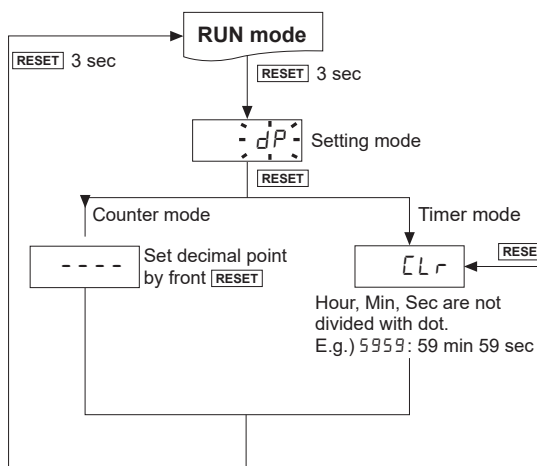 RUN mode
RESET 3 sec
RESET 3 sec
dP
Setting mode
RESET
Counter mode
Timer mode
----
Set decimal point
by front RESET
CLr
RESE
Hour, Min, Sec are not
divided with dot.
E.g.) 5959: 59 min 59 sec